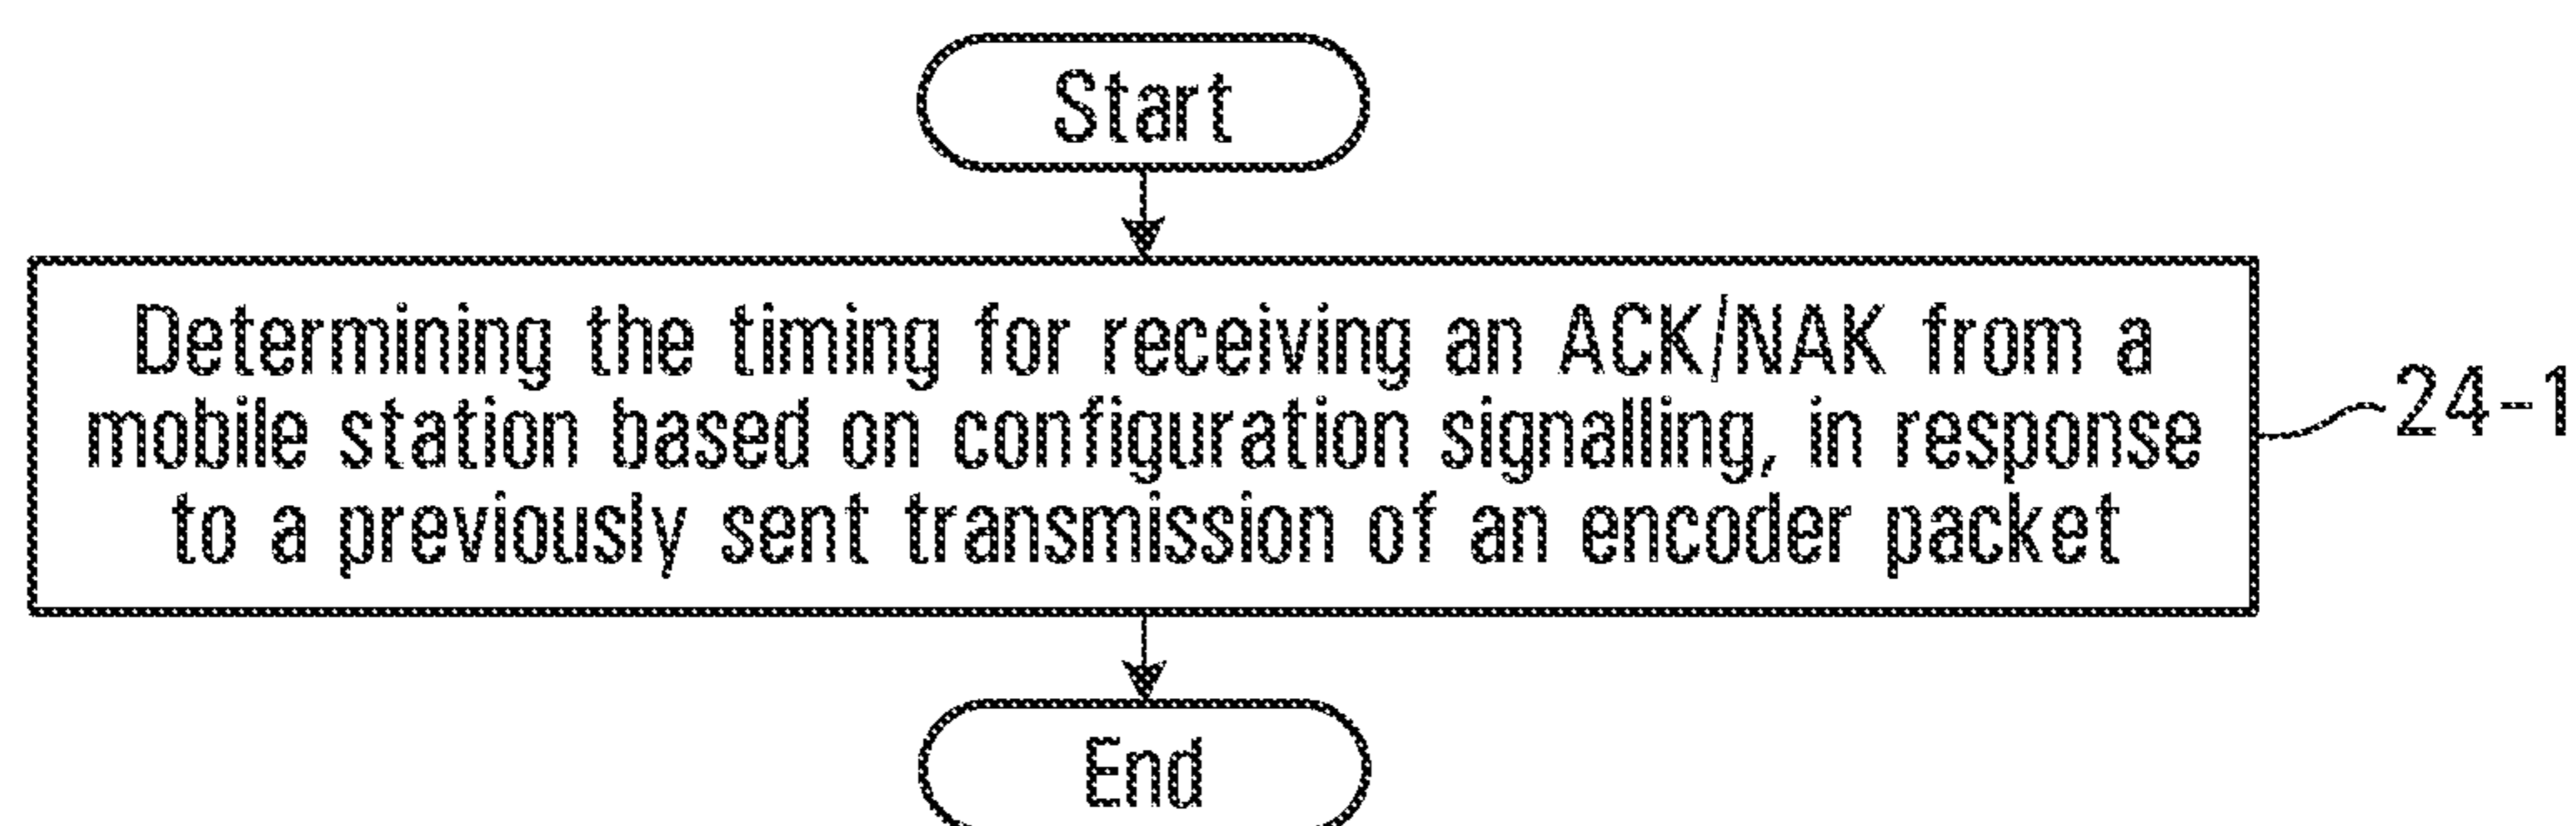 Start
Determining the timing for receiving an ACK/NAK from a
mobile station based on configuration signalling, in response
to a previously sent transmission of an encoder packet
24-1
End